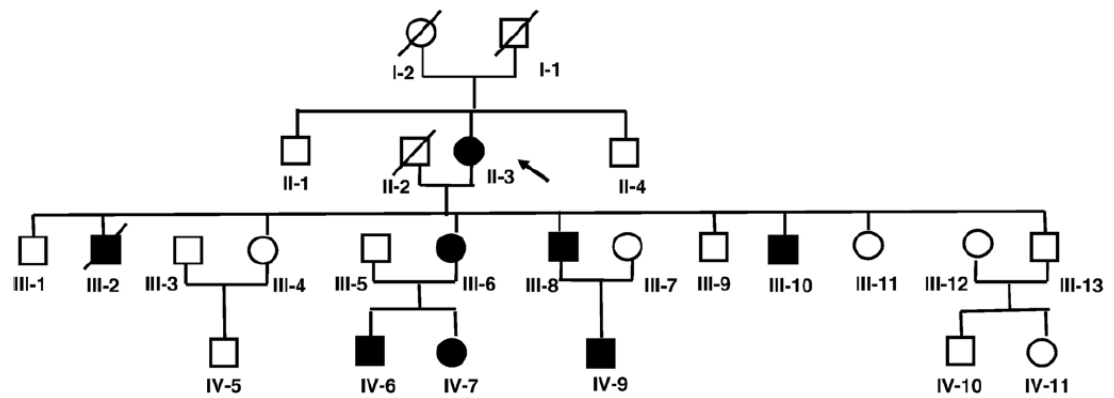 I-2 I-1
II-1 II-2 II-3 II-4
III-1 III-2 III-3 III-4 III-5 III-6 III-8 III-7 III-9 III-10 III-11 III-12 III-13
IV-5 IV-6 IV-7 IV-9 IV-10 IV-11